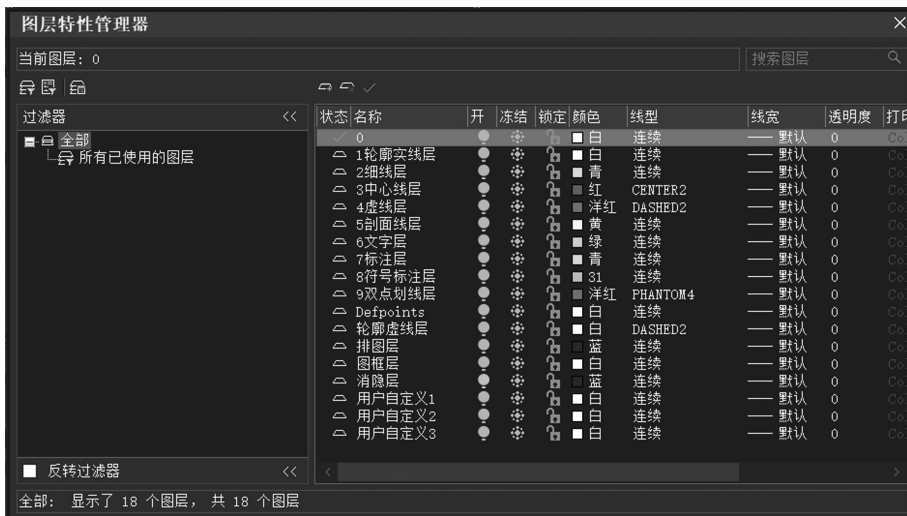 图层特性管理器
当前图层: 0
搜索图层
过滤器 <<
全部
所有已使用的图层
状态 名称 开 冻结 锁定 颜色 线型 线宽 透明度
0 白 连续 默认 0
1轮廓实线层 白 连续 默认 0
2细线层 青 连续 默认 0
3中心线层 红 CENTER2 默认 0
4虚线层 洋红 DASHED2 默认 0
5剖面线层 黄 连续 默认 0
6文字层 绿 连续 默认 0
7标注层 青 连续 默认 0
8符号标注层 31 连续 默认 0
9双点划线层 洋红 PHANTOM4 默认 0
Defpoints 白 连续 默认 0
轮廓虚线层 白 DASHED2 默认 0
排图层 蓝 连续 默认 0
图框层 白 连续 默认 0
消隐层 蓝 连续 默认 0
用户自定义1 白 连续 默认 0
用户自定义2 白 连续 默认 0
用户自定义3 白 连续 默认 0
反转过滤器 <<
全部: 显示了 18 个图层, 共 18 个图层